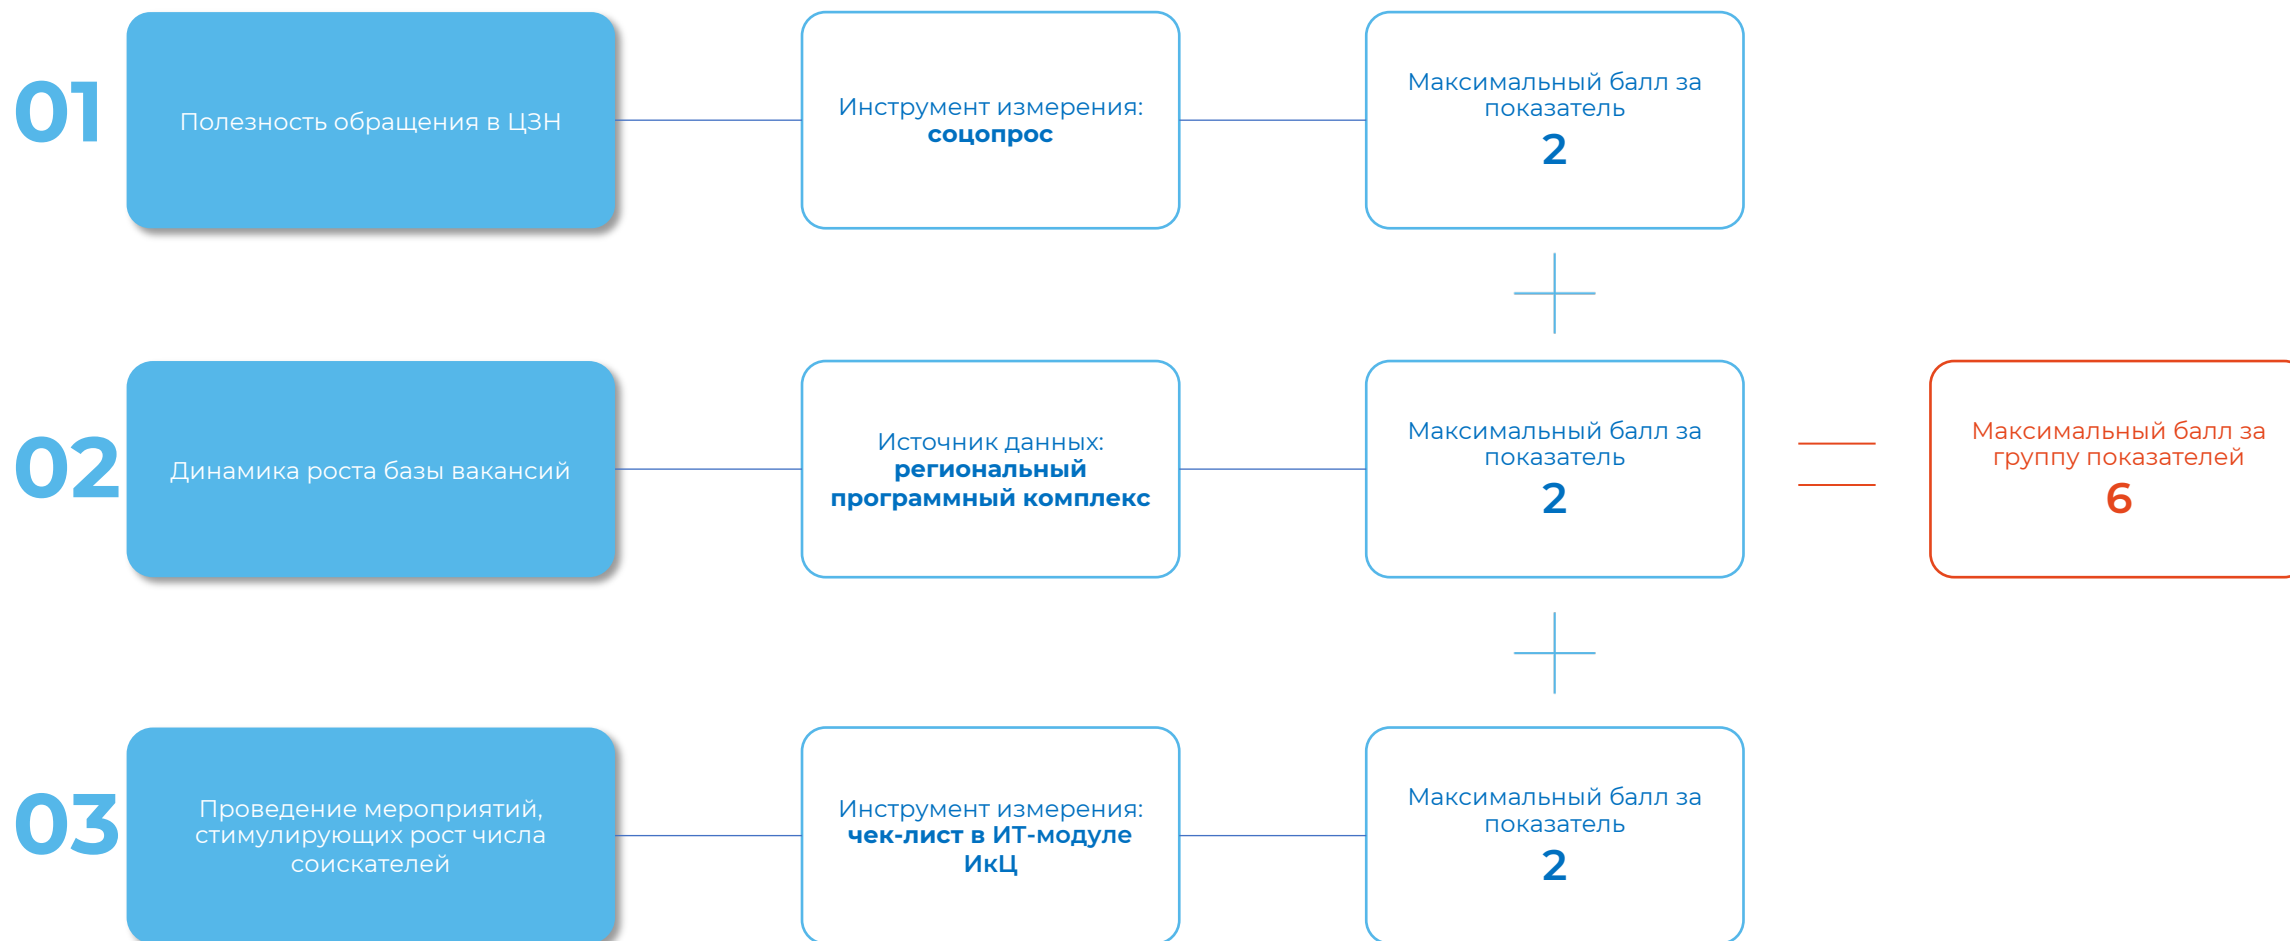 01
Полезность обращения в ЦЗН
Инструмент измерения:
соцопрос
Максимальный балл за
показатель
2
02
Динамика роста базы вакансий
Источник данных:
региональный
программный комплекс
Максимальный балл за
показатель
2
Максимальный балл за
группу показателей
6
03
Проведение мероприятий,
стимулирующих рост числа
соискателей
Инструмент измерения:
чек-лист в ИТ-модуле
ИкЦ
Максимальный балл за
показатель
2